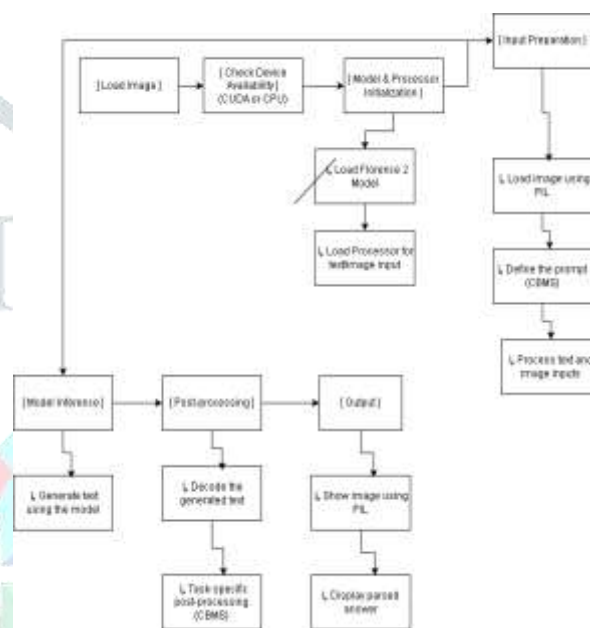 [Input Preparation]
[Load Image]
[Check Device
Availability]
(CUDA or CPU)
[Model & Processor
Initialization]
↳ Load Florence 2
Model
↳ Load Image using
PIL
↳ Load Processor for
text/image input
↳ Define the prompt
(CBMS)
↳ Process text and
image inputs
[Model Inference]
[Postprocessing]
[Output]
↳ Generate text
using the model
↳ Decode the
generated text
↳ Show image using
PIL
↳ Task-specific
post-processing
(CBMS)
↳ Display parsed
answer